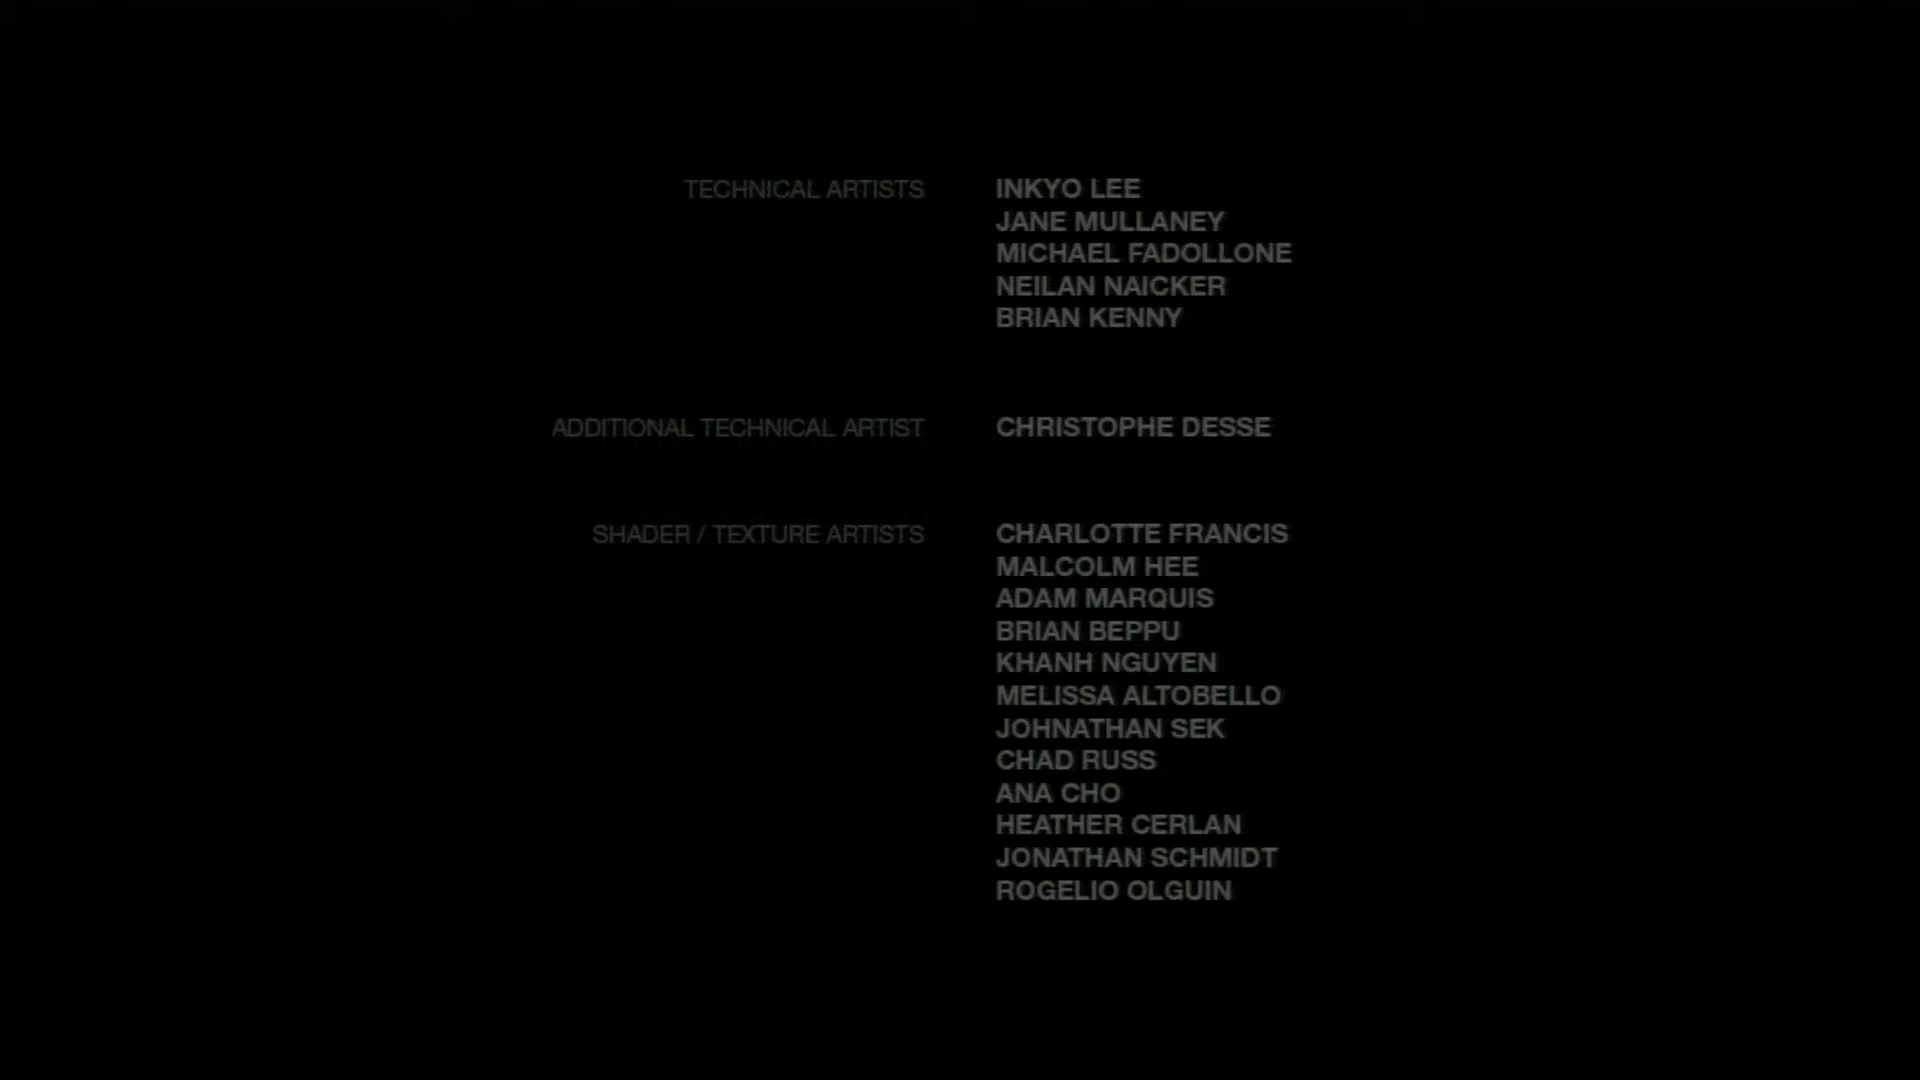 TECHNICAL ARTISTS INKYO LEE
JANE MULLANEY
MICHAEL FADOLLONE
NEILAN NAICKER
BRIAN KENNY
ADDITIONAL TECHNICAL ARTIST CHRISTOPHE DESSE
SHADER / TEXTURE ARTISTS CHARLOTTE FRANCIS
MALCOLM HEE
ADAM MARQUIS
BRIAN BEPPU
KHANH NGUYEN
MELISSA ALTOBELLO
JOHNATHAN SEK
CHAD RUSS
ANA CHO
HEATHER CERLAN
JONATHAN SCHMIDT
ROGELIO OLGUIN